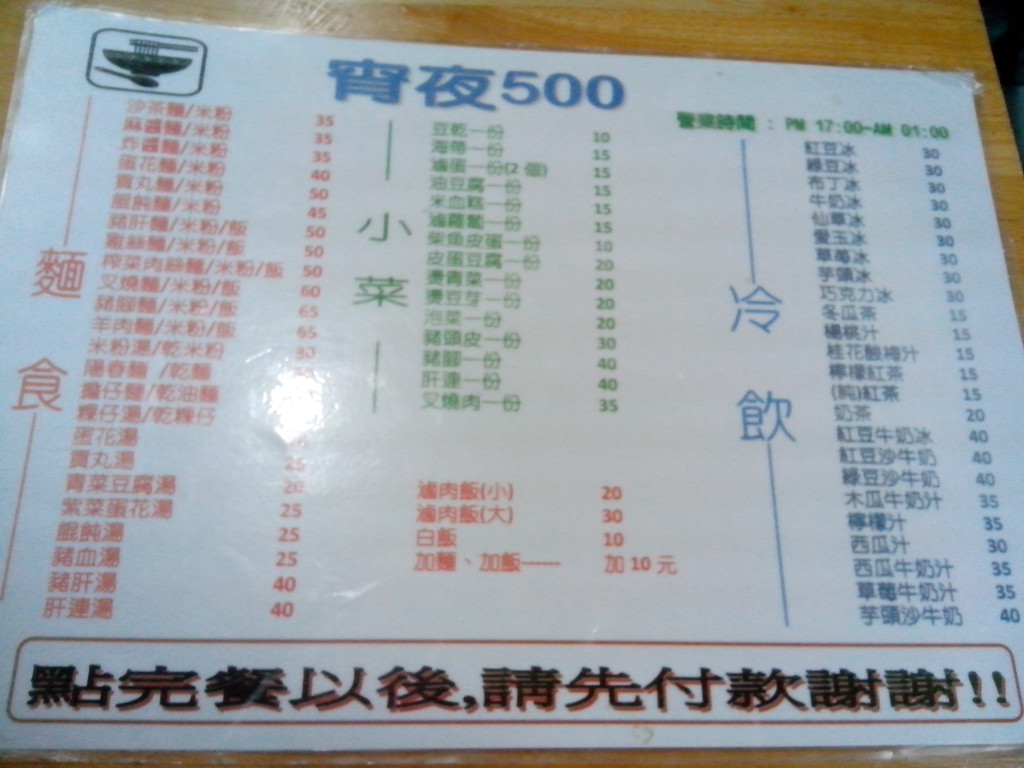 宵夜500
營業時間 : PM 17:00-AM 01:00
麵食
沙茶麵/米粉 35
麻醬麵/米粉 35
炸醬麵/米粉 35
蛋花麵/米粉 40
貢丸麵/米粉 50
餛飩麵/米粉 45
豬肝麵/米粉/飯 50
雞絲麵/米粉/飯 50
榨菜肉絲麵/米粉/飯 50
叉燒麵/米粉/飯 60
豬腳麵/米粉/飯 65
羊肉麵/米粉/飯 65
米粉湯/乾米粉 30
陽春麵 /乾麵
擔仔麵/乾油麵
粿仔湯/乾粿仔
蛋花湯
貢丸湯 25
青菜豆腐湯 20
紫菜蛋花湯 25
餛飩湯 25
豬血湯 25
豬肝湯 40
肝連湯 40
小菜
豆乾一份 10
海帶一份 15
滷蛋一份(2 個) 15
油豆腐一份 15
米血糕一份 15
滷蘿蔔一份 15
柴魚皮蛋一份 10
皮蛋豆腐一份 20
燙青菜一份 20
燙豆芽一份 20
泡菜一份 20
豬頭皮一份 30
豬腳一份 40
肝連一份 40
叉燒肉一份 35
滷肉飯(小) 20
滷肉飯(大) 30
白飯 10
加麵、加飯------ 加 10 元
冷飲
紅豆冰 30
綠豆冰 30
布丁冰 30
牛奶冰 30
仙草冰 30
愛玉冰 30
草莓冰 30
芋頭冰 30
巧克力冰 30
冬瓜茶 15
楊桃汁 15
桂花酸梅汁 15
檸檬紅茶 15
(純)紅茶 15
奶茶 20
紅豆牛奶冰 40
紅豆沙牛奶 40
綠豆沙牛奶 40
木瓜牛奶汁 35
檸檬汁 35
西瓜汁 30
西瓜牛奶汁 35
草莓牛奶汁 35
芋頭沙牛奶 40
點完餐以後,請先付款謝謝!!